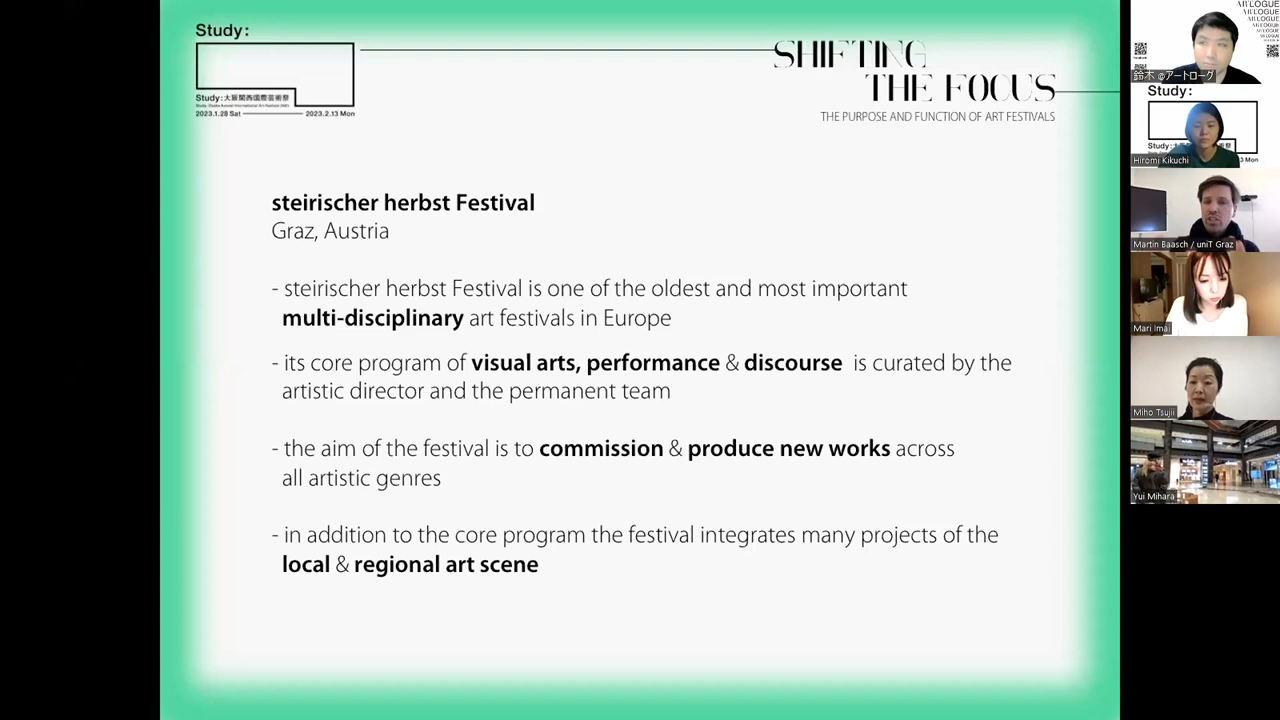 Study:
Study:大阪関西国際芸術祭
2023.1.28 Sat 2023.2.13 Mon
SHIFTING
THE FOCUS
THE PURPOSE AND FUNCTION OF ART FESTIVALS
steirischer herbst Festival
Graz, Austria
- steirischer herbst Festival is one of the oldest and most important
multi-disciplinary art festivals in Europe
- its core program of visual arts, performance & discourse is curated by the
artistic director and the permanent team
- the aim of the festival is to commission & produce new works across
all artistic genres
- in addition to the core program the festival integrates many projects of the
local & regional art scene
ARTLOGUE
ARTLOGUE
ARTLOGUE
鈴木 @アートローグ
Study:
3 Mon
Hiromi Kikuchi
Martin Baasch / uniT Graz
Mari Imai
Miho Tsujii
Yui Mihara